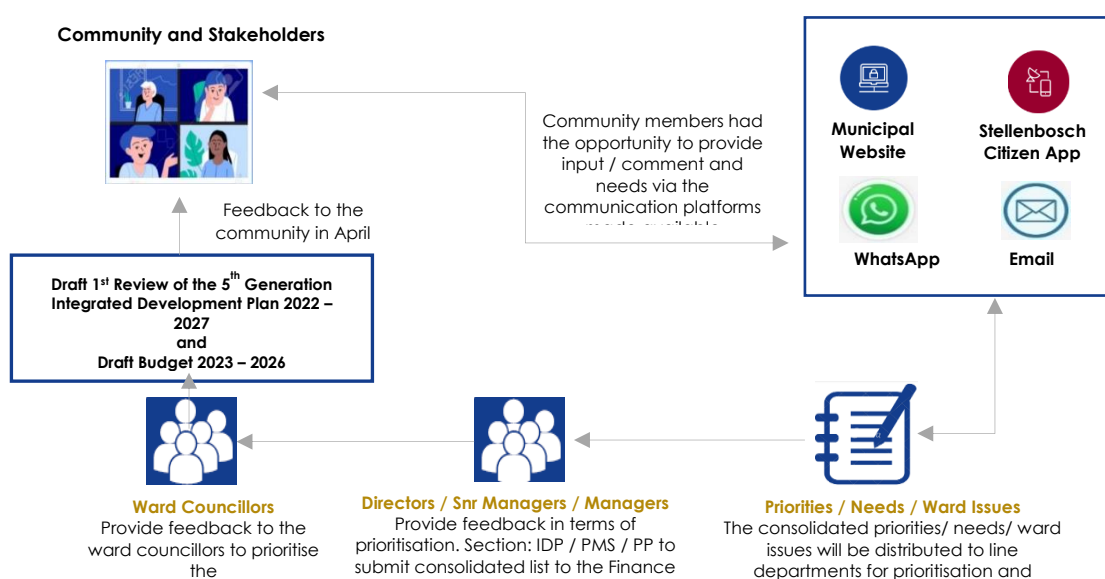 Community and Stakeholders
Community members had
the opportunity to provide
input / comment and
needs via the
communication platforms
made available
Municipal
Website
Stellenbosch
Citizen App
WhatsApp
Email
Feedback to the
community in April
Draft 1st Review of the 5th Generation
Integrated Development Plan 2022 –
2027
and
Draft Budget 2023 – 2026
Ward Councillors
Provide feedback to the
ward councillors to prioritise
the
Directors / Snr Managers / Managers
Provide feedback in terms of
prioritisation. Section: IDP / PMS / PP to
submit consolidated list to the Finance
Priorities / Needs / Ward Issues
The consolidated priorities/ needs/ ward
issues will be distributed to line
departments for prioritisation and